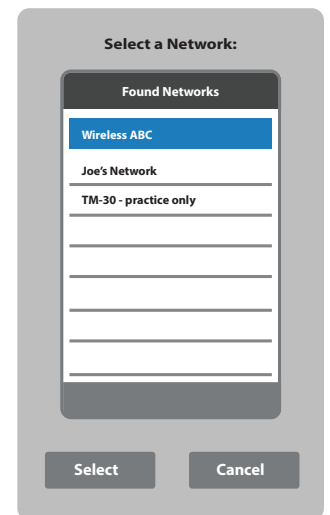 Select a Network:
Found Networks
Wireless ABC
Joe's Network
TM-30 - practice only
Select Cancel